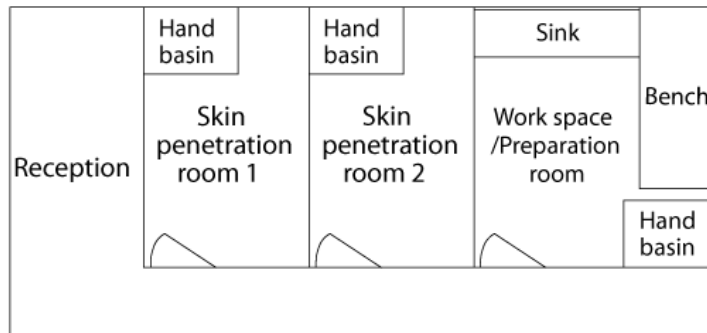 Hand
basin
Hand
basin
Sink
Bench
Skin
penetration
room 1
Skin
penetration
room 2
Work space
/Preparation
room
Reception
Hand
basin